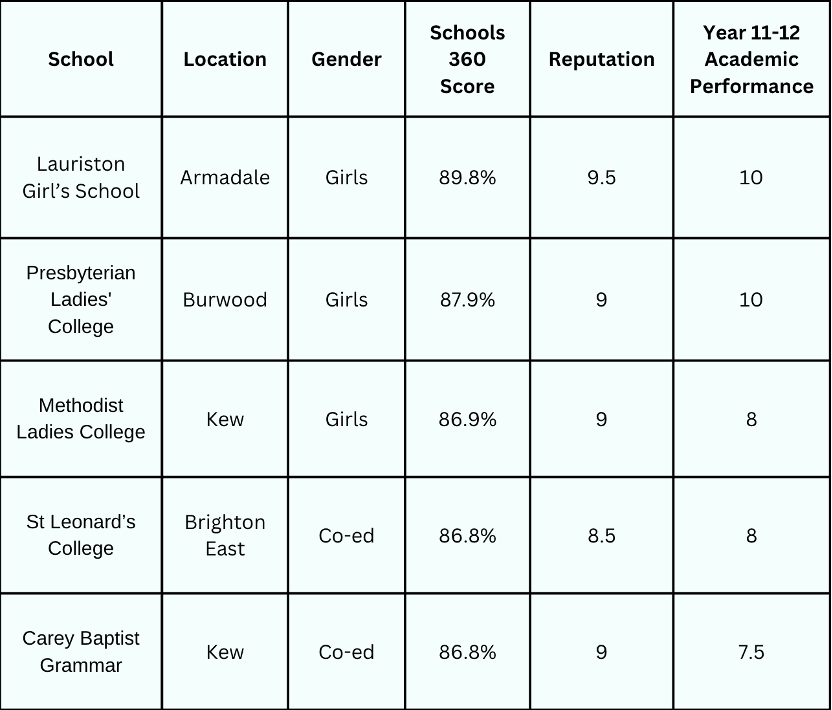 School Location Gender Schools 360 Score Reputation Year 11-12 Academic Performance
Lauriston Girl’s School Armadale Girls 89.8% 9.5 10
Presbyterian Ladies' College Burwood Girls 87.9% 9 10
Methodist Ladies College Kew Girls 86.9% 9 8
St Leonard’s College Brighton East Co-ed 86.8% 8.5 8
Carey Baptist Grammar Kew Co-ed 86.8% 9 7.5